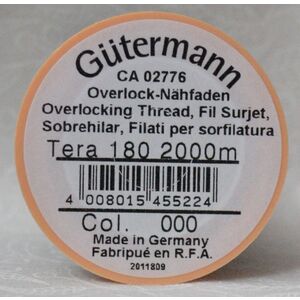 Gütermann
CA 02776
Overlock-Nähfaden
Overlocking Thread, Fil Surjet,
Sobrehilar, Filati per sorfilatura
Tera 180 2000m
4 008015 455224
Col. 000
Made in Germany
Fabriqué en R.F.A.
2011809